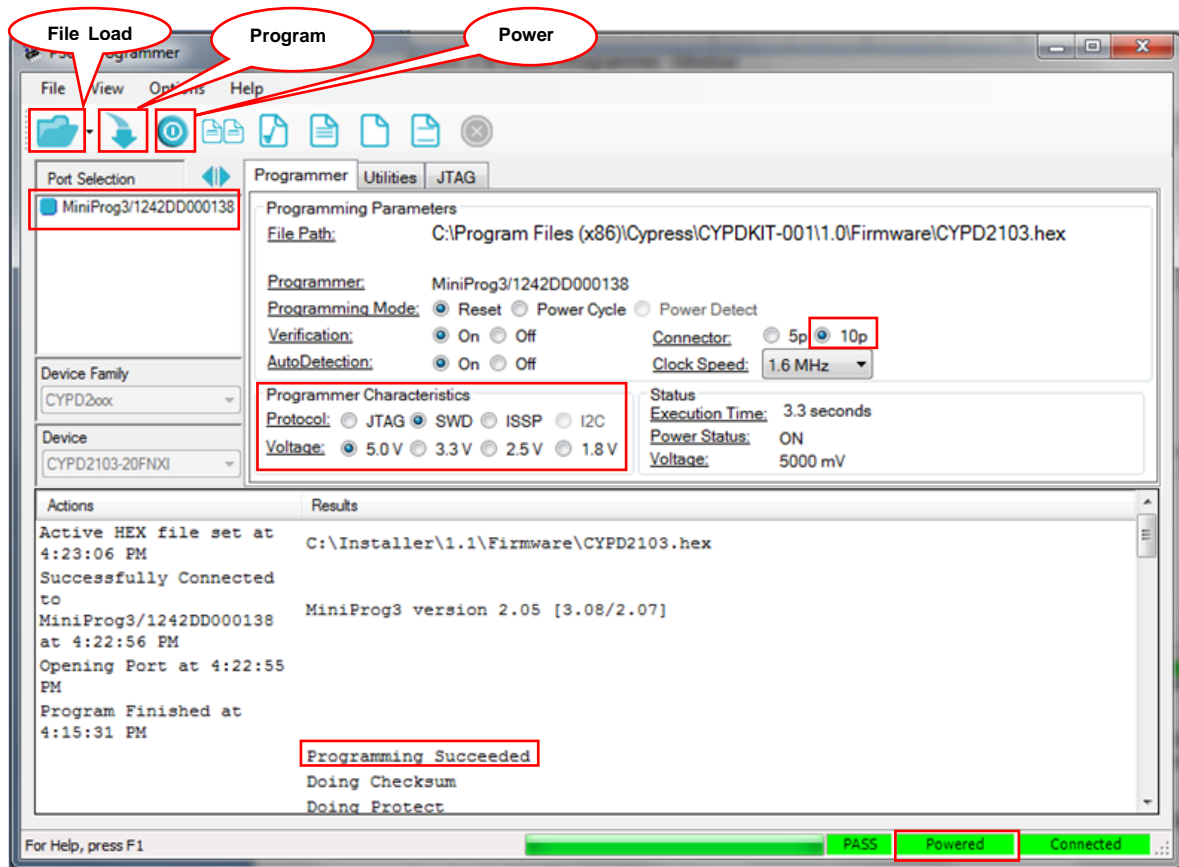 File Load
Program
Power
File View Options Help
Port Selection
Programmer Utilities JTAG
MiniProg3/1242DD000138
Programming Parameters
File Path: C:\Program Files (x86)\Cypress\CYPDKIT-001\1.0\Firmware\CYPD2103.hex
Programmer: MiniProg3/1242DD000138
Programming Mode: Reset Power Cycle Power Detect
Verification: On Off
Connector: 5p 10p
AutoDetection: On Off
Clock Speed: 1.6 MHz
Device Family
CYPD2xxx
Device
CYPD2103-20FNXI
Programmer Characteristics
Protocol: JTAG SWD ISSP I2C
Voltage: 5.0 V 3.3 V 2.5 V 1.8 V
Status
Execution Time: 3.3 seconds
Power Status: ON
Voltage: 5000 mV
Actions Results
Active HEX file set at
4:23:06 PM
C:\Installer\1.1\Firmware\CYPD2103.hex
Successfully Connected
to
MiniProg3/1242DD000138
at 4:22:56 PM
MiniProg3 version 2.05 [3.08/2.07]
Opening Port at 4:22:55
PM
Program Finished at
4:15:31 PM
Programming Succeeded
Doing Checksum
Doing Protect
For Help, press F1
PASS Powered Connected